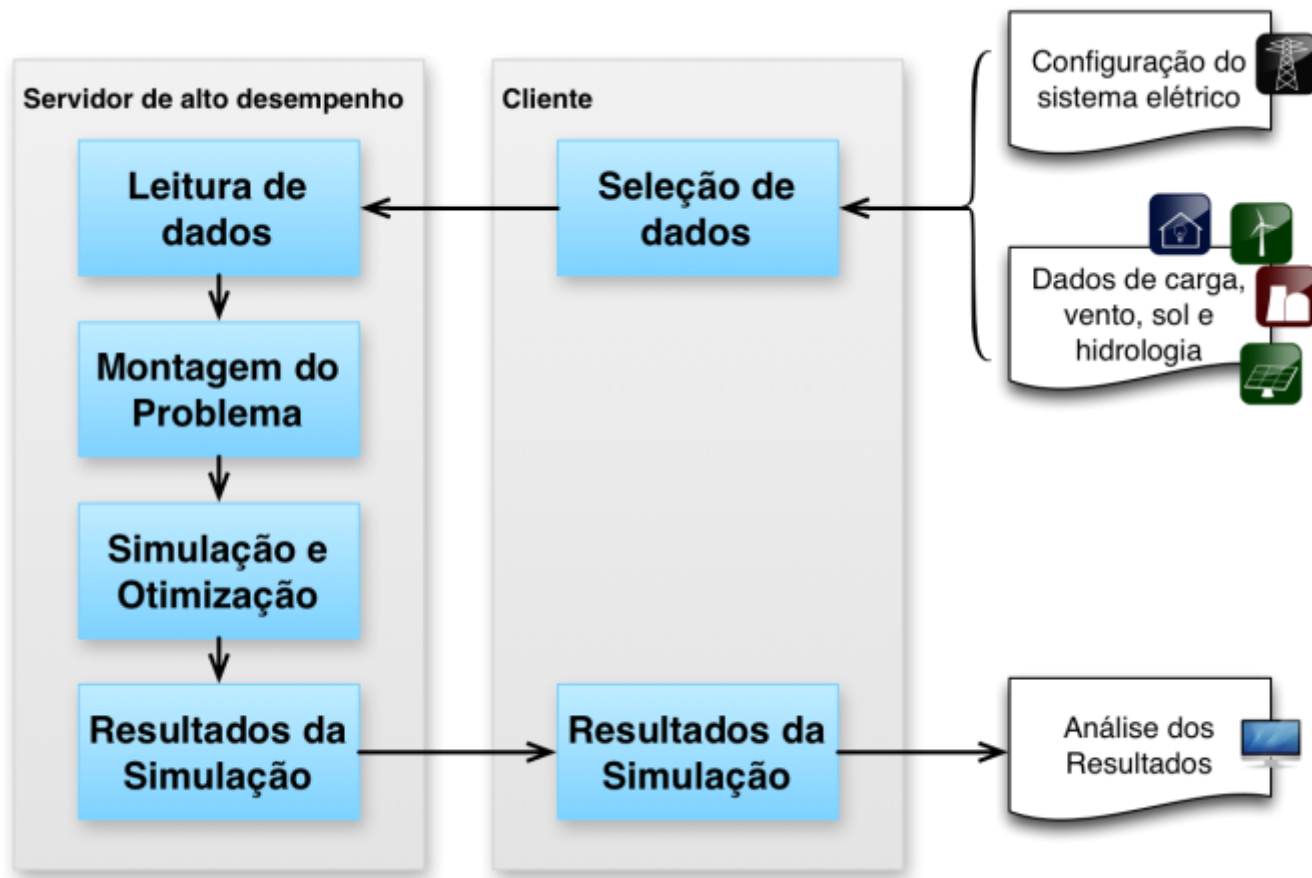 Servidor de alto desempenho
Leitura de
dados
Montagem do
Problema
Simulação e
Otimização
Resultados da
Simulação
Cliente
Seleção de
dados
Resultados da
Simulação
Configuração do
sistema elétrico
Dados de carga,
vento, sol e
hidrologia
Análise dos
Resultados